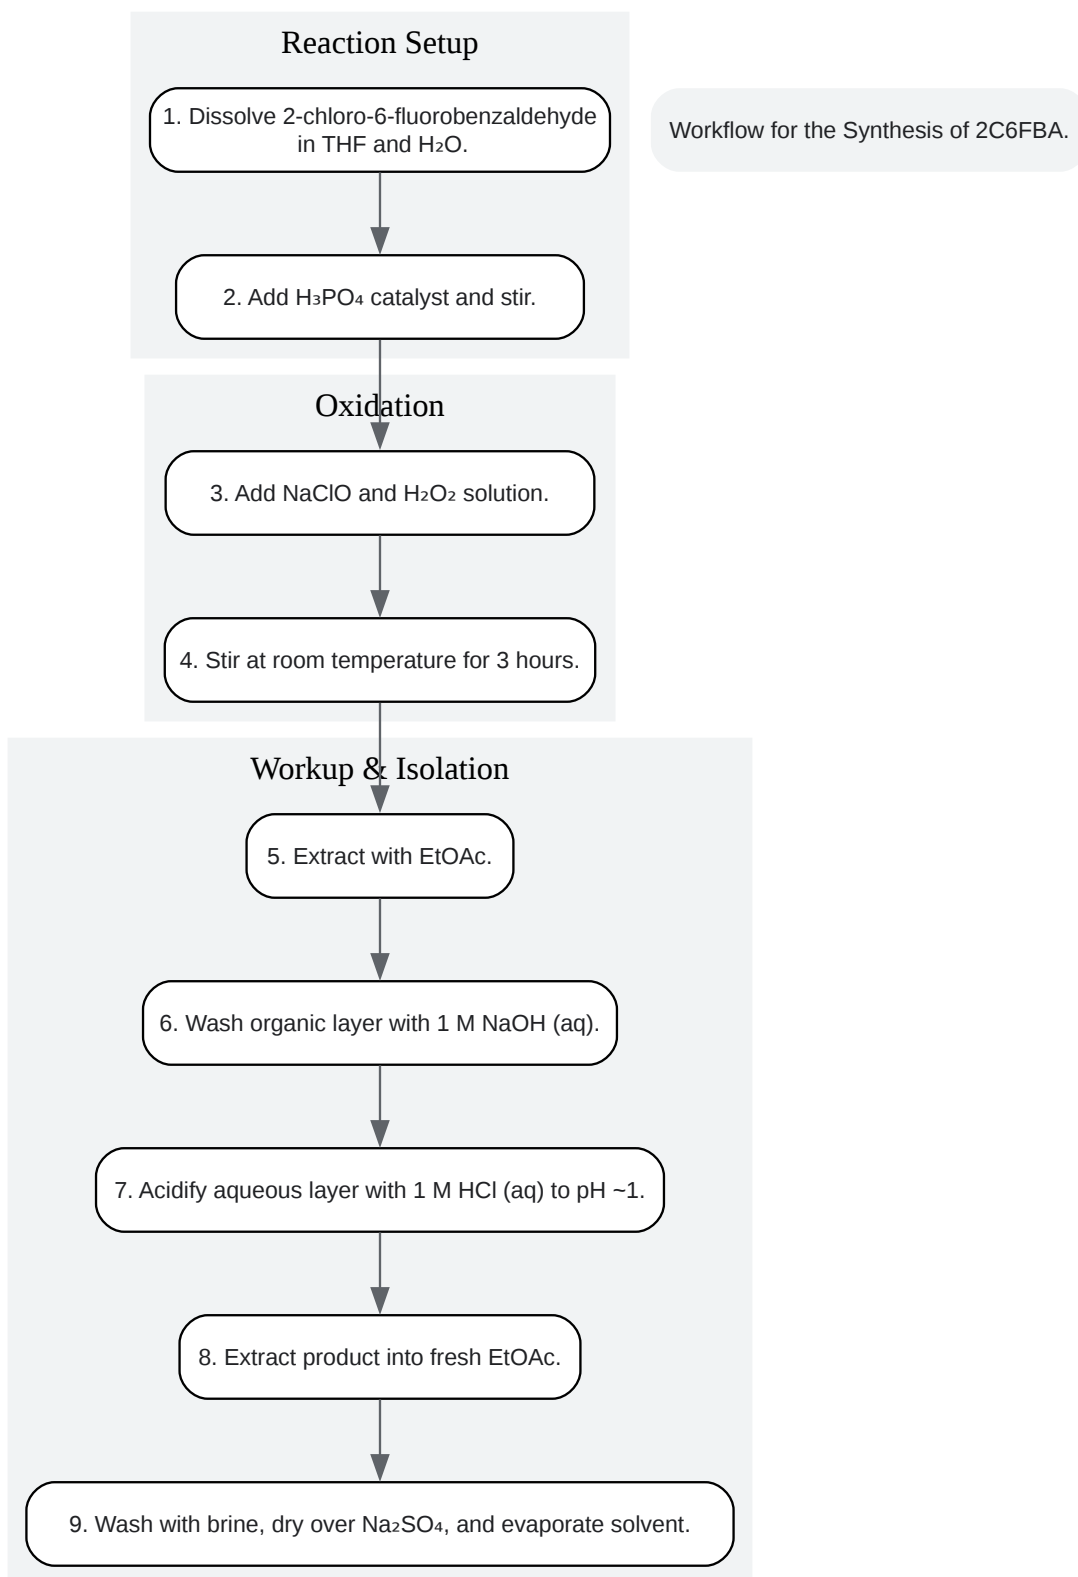 Reaction Setup
1. Dissolve 2-chloro-6-fluorobenzaldehyde
in THF and H₂O.
Workflow for the Synthesis of 2C6FBA.
2. Add H₃PO₄ catalyst and stir.
Oxidation
3. Add NaClO and H₂O₂ solution.
4. Stir at room temperature for 3 hours.
Workup & Isolation
5. Extract with EtOAc.
6. Wash organic layer with 1 M NaOH (aq).
7. Acidify aqueous layer with 1 M HCl (aq) to pH ~1.
8. Extract product into fresh EtOAc.
9. Wash with brine, dry over Na₂SO₄, and evaporate solvent.